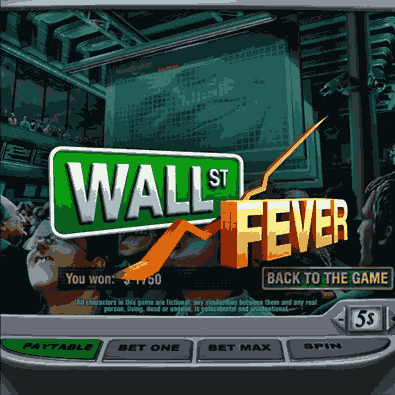 WALL ST
FEVER
You won: $ 1750
BACK TO THE GAME
All characters in this game are fictional, any similarities between them and any real
person, living, dead or undead, is coincidental and unintentional.
5$
PAYTABLE
BET ONE
BET MAX
SPIN